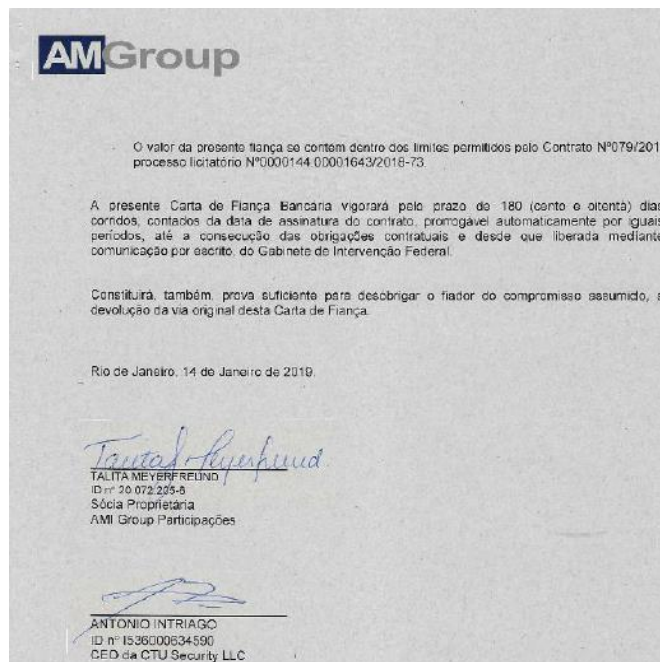 AMGroup
O valor da presente fiança se contém dentro dos limites permitidos pelo Contrato Nº079/201
processo licitatório Nº0000144.00001643/2018-73.
A presente Carta de Fiança Bancária vigorará pelo prazo de 180 (cento e oitenta) dias
corridos, contados da data de assinatura do contrato, prorrogável automaticamente por iguais
períodos, até a consecução das obrigações contratuais e desde que liberada mediante
comunicação por escrito, do Gabinete de Intervenção Federal.
Constituirá, também, prova suficiente para desobrigar o fiador do compromisso assumido, a
devolução da via original desta Carta de Fiança.
Rio de Janeiro, 14 de Janeiro de 2019.
Talita Meyerfreund
TALITA MEYERFREUND
ID nº 20.072.205-6
Sócia Proprietária
AMI Group Participações
ANTONIO INTRIAGO
ID nº I536000634590
CEO da CTU Security LLC